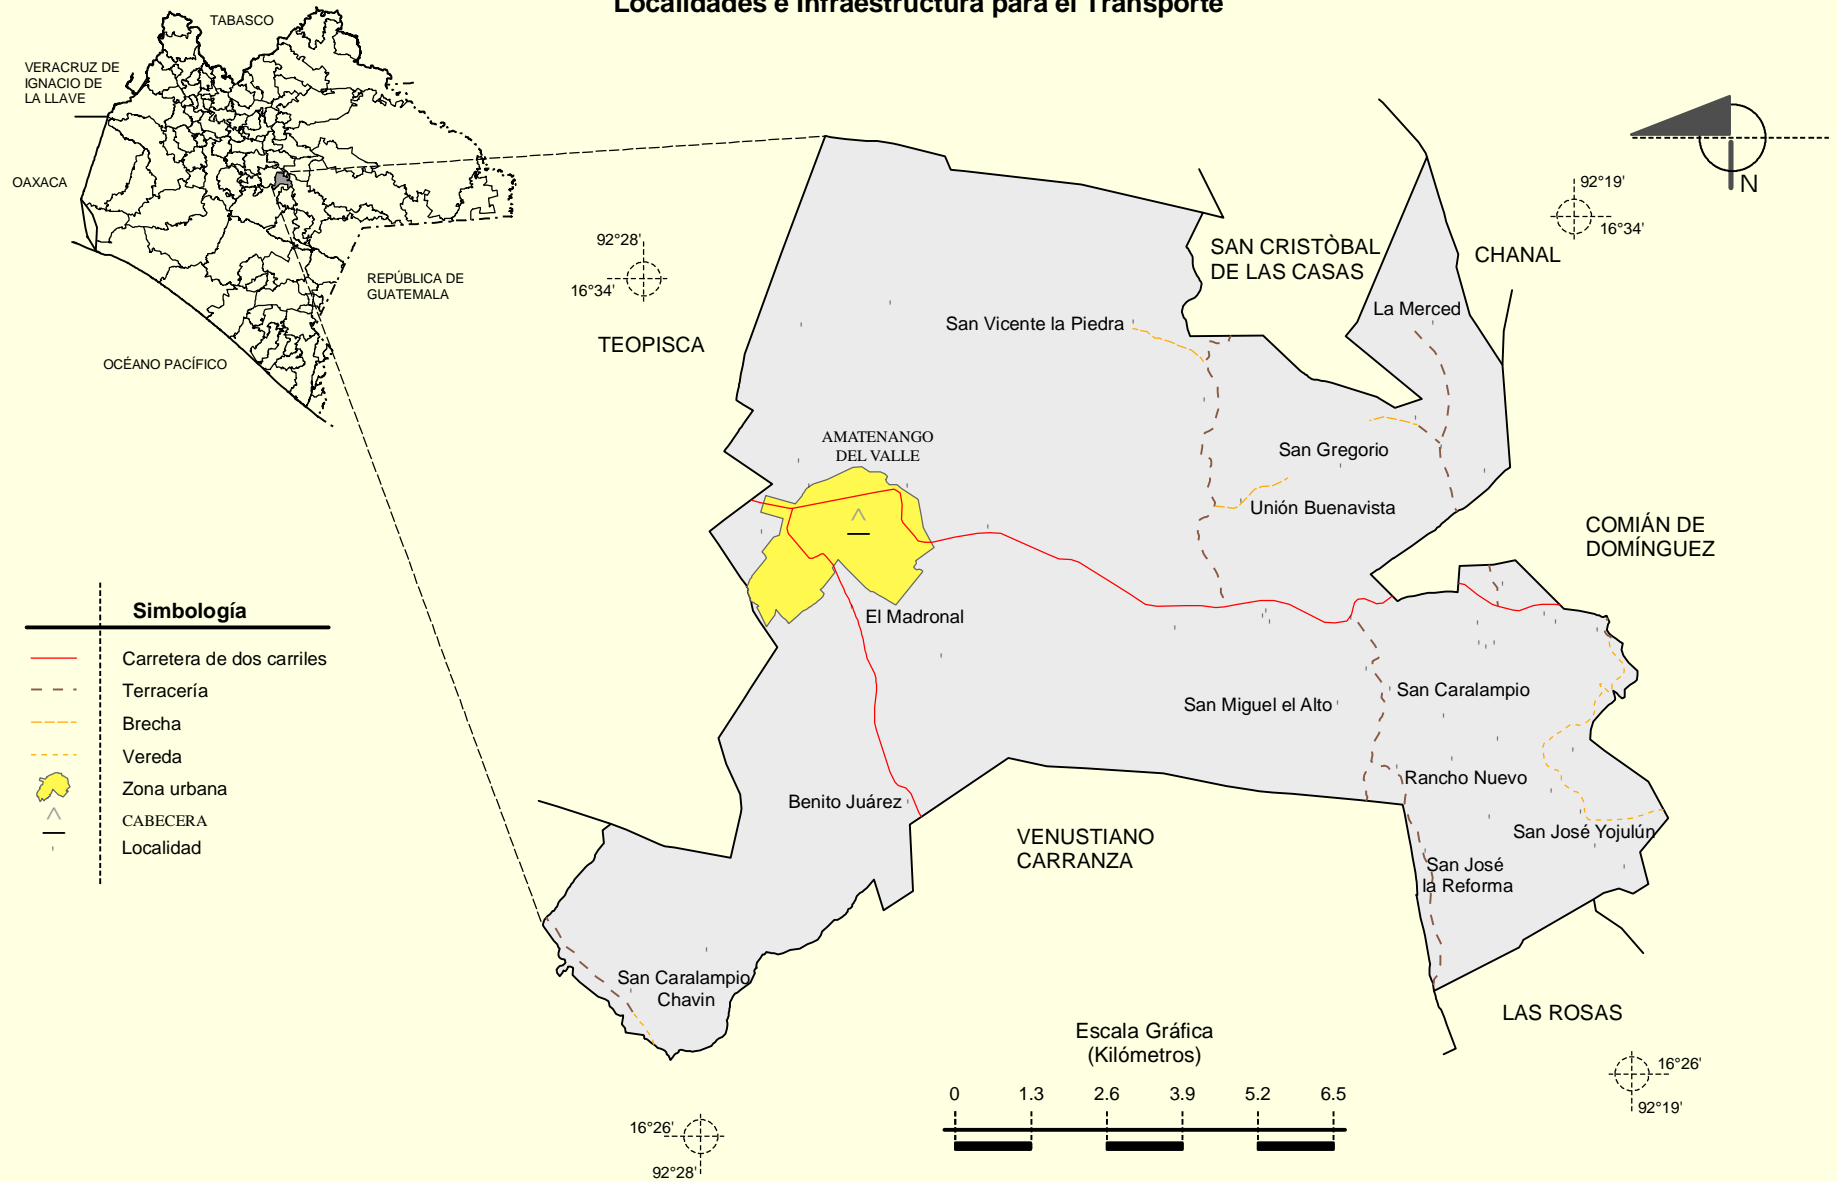 Localidades e Infraestructura para el Transporte
TABASCO
VERACRUZ DE
IGNACIO DE
LA LLAVE
OAXACA
REPÚBLICA DE
GUATEMALA
OCÉANO PACÍFICO
N
92°28'
16°34'
92°19'
16°34'
TEOPISCA
SAN CRISTÒBAL
DE LAS CASAS
CHANAL
La Merced
San Vicente la Piedra
AMATENANGO
DEL VALLE
San Gregorio
Unión Buenavista
COMIÁN DE
DOMÍNGUEZ
El Madronal
San Miguel el Alto
San Caralampio
Rancho Nuevo
Benito Juárez
VENUSTIANO
CARRANZA
San José Yojulún
San José
la Reforma
San Caralampio
Chavin
LAS ROSAS
Simbología
Carretera de dos carriles
Terracería
Brecha
Vereda
Zona urbana
CABECERA
Localidad
Escala Gráfica
(Kilómetros)
0 1.3 2.6 3.9 5.2 6.5
16°26'
92°28'
16°26'
92°19'